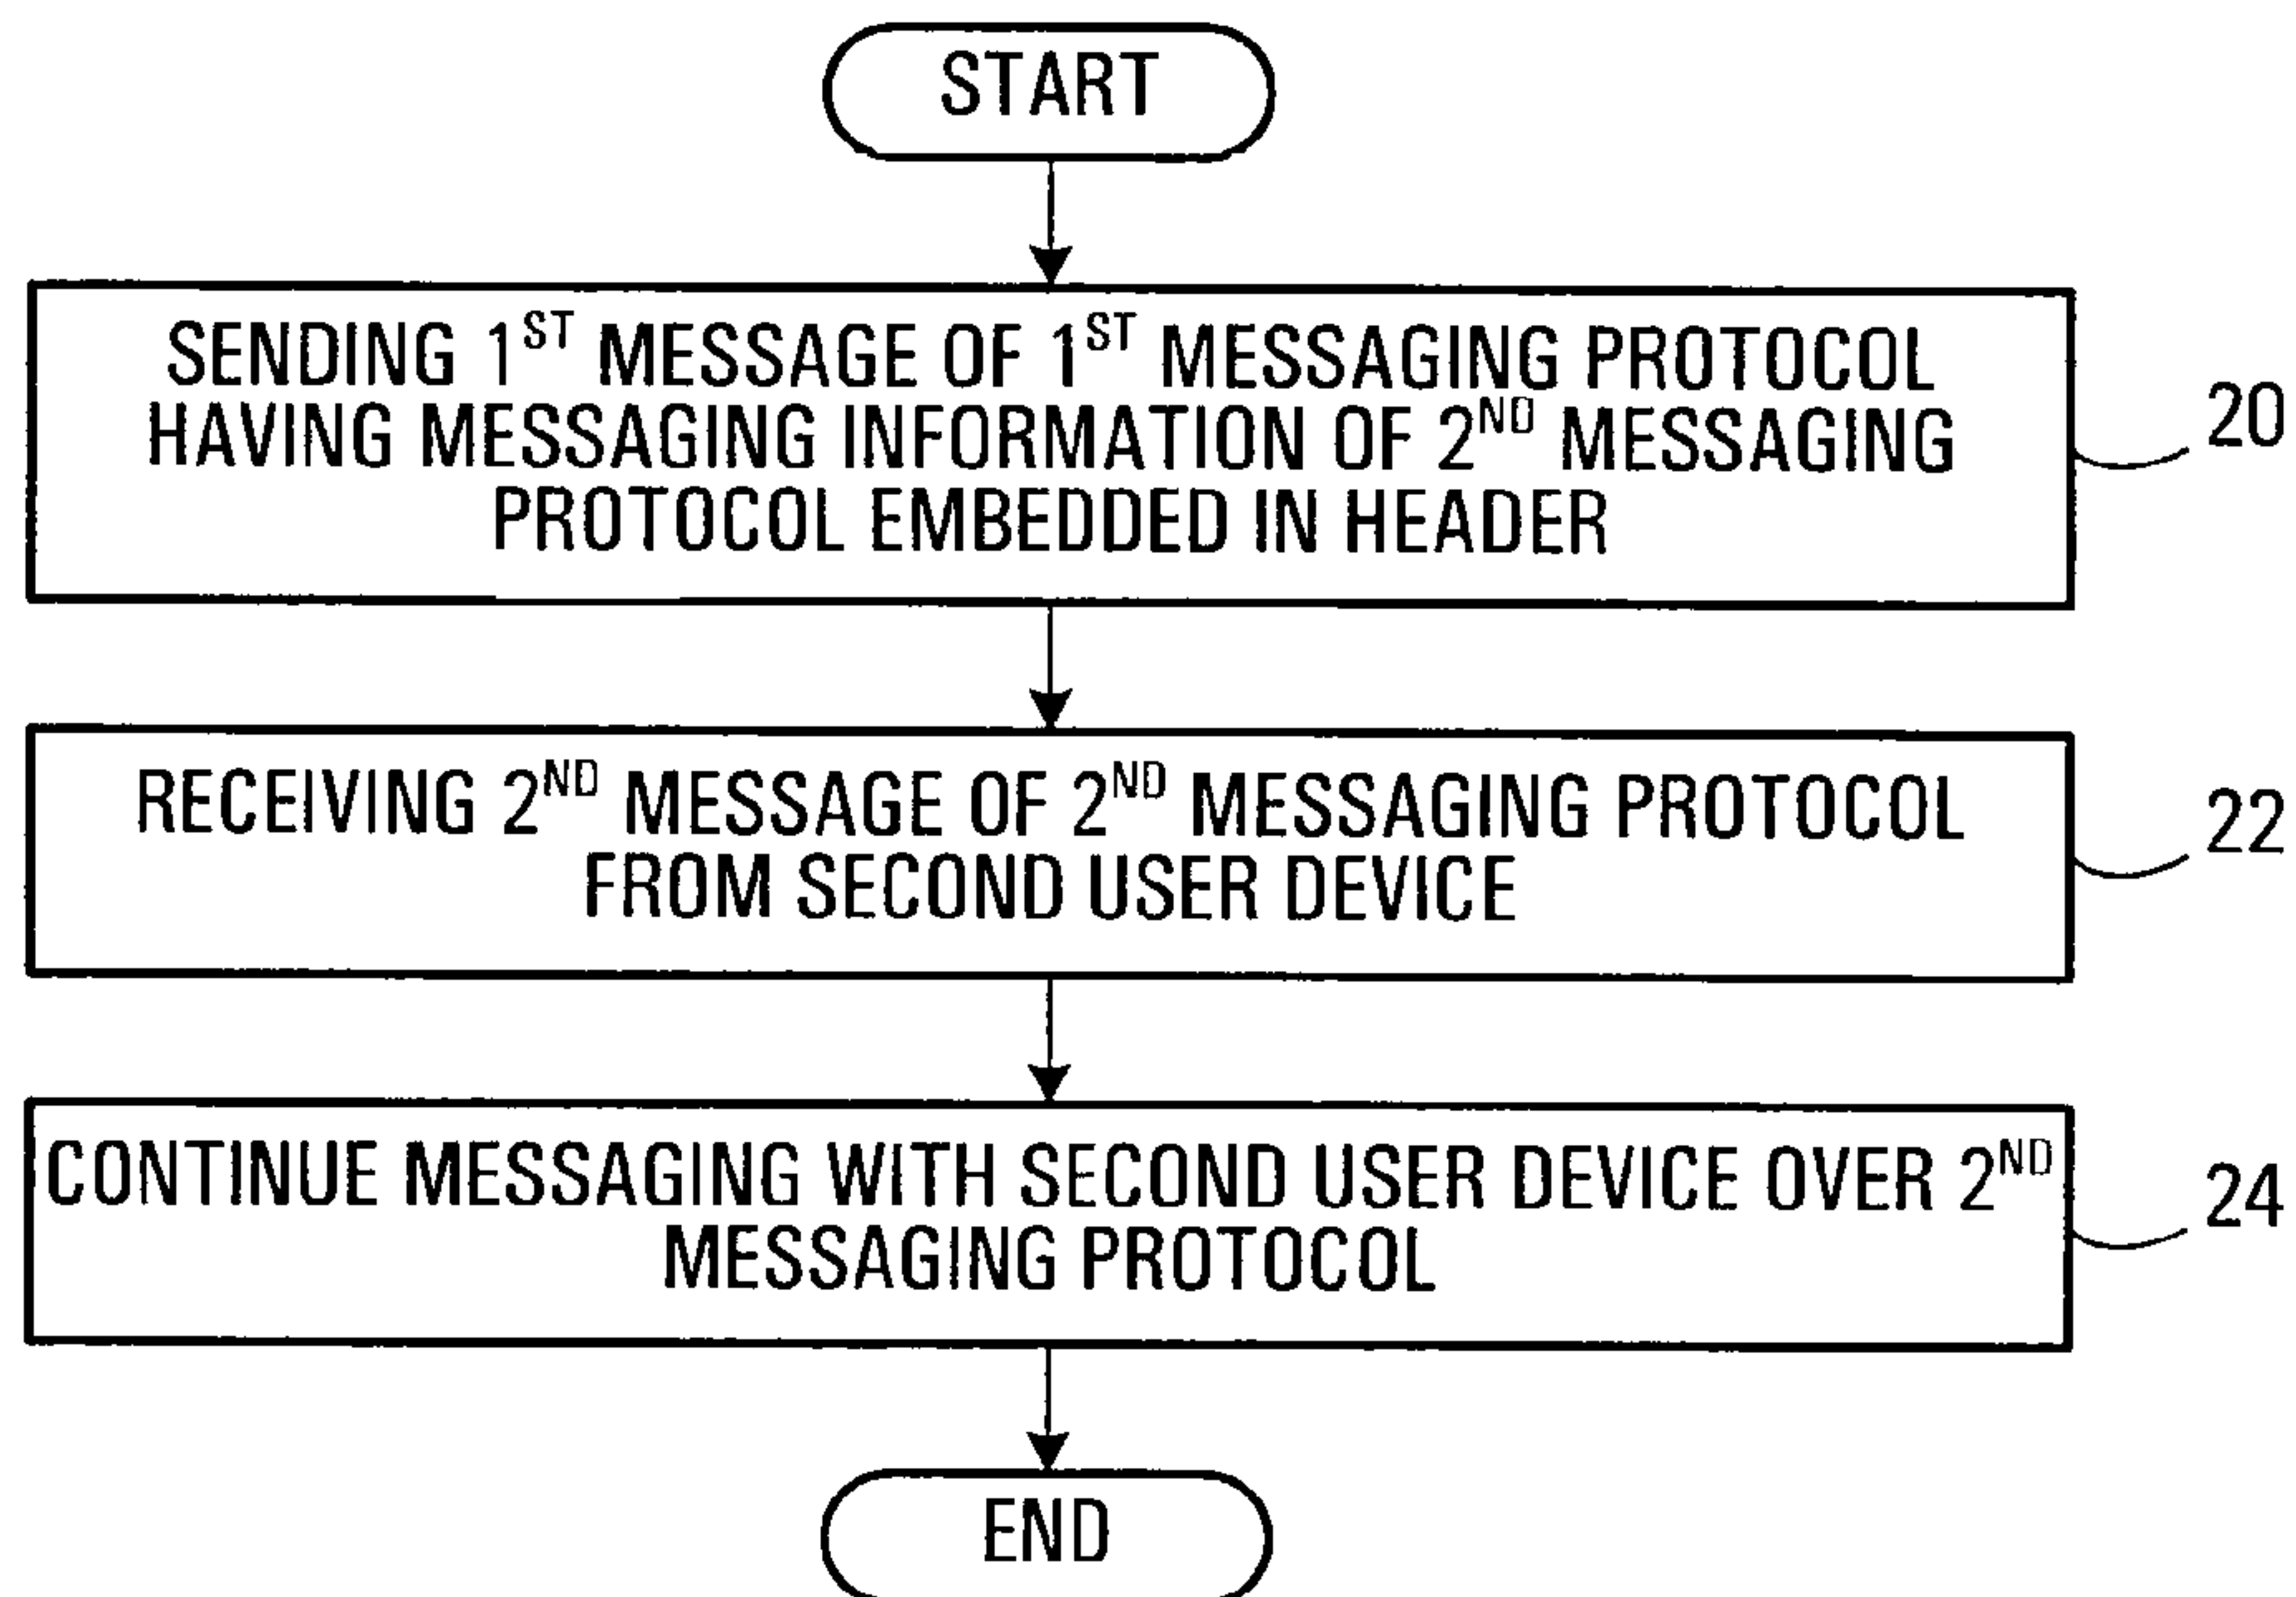 START
SENDING 1ST MESSAGE OF 1ST MESSAGING PROTOCOL
HAVING MESSAGING INFORMATION OF 2ND MESSAGING
PROTOCOL EMBEDDED IN HEADER
20
RECEIVING 2ND MESSAGE OF 2ND MESSAGING PROTOCOL
FROM SECOND USER DEVICE
22
CONTINUE MESSAGING WITH SECOND USER DEVICE OVER 2ND
MESSAGING PROTOCOL
24
END